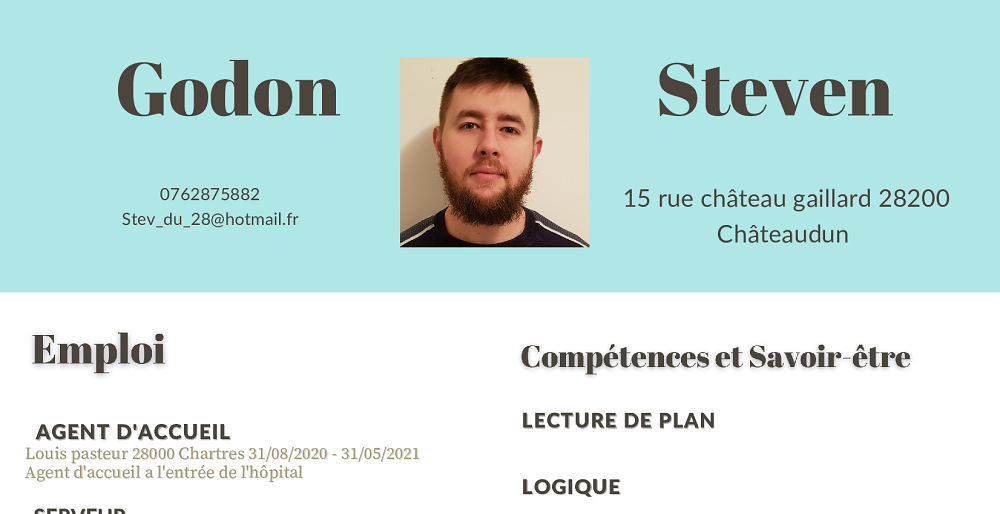 Godon
Steven
0762875882
Stev_du_28@hotmail.fr
15 rue château gaillard 28200
Châteaudun
Emploi
AGENT D'ACCUEIL
Louis pasteur 28000 Chartres 31/08/2020 - 31/05/2021
Agent d'accueil a l'entrée de l'hôpital
SERVEUR
Compétences et Savoir-être
LECTURE DE PLAN
LOGIQUE